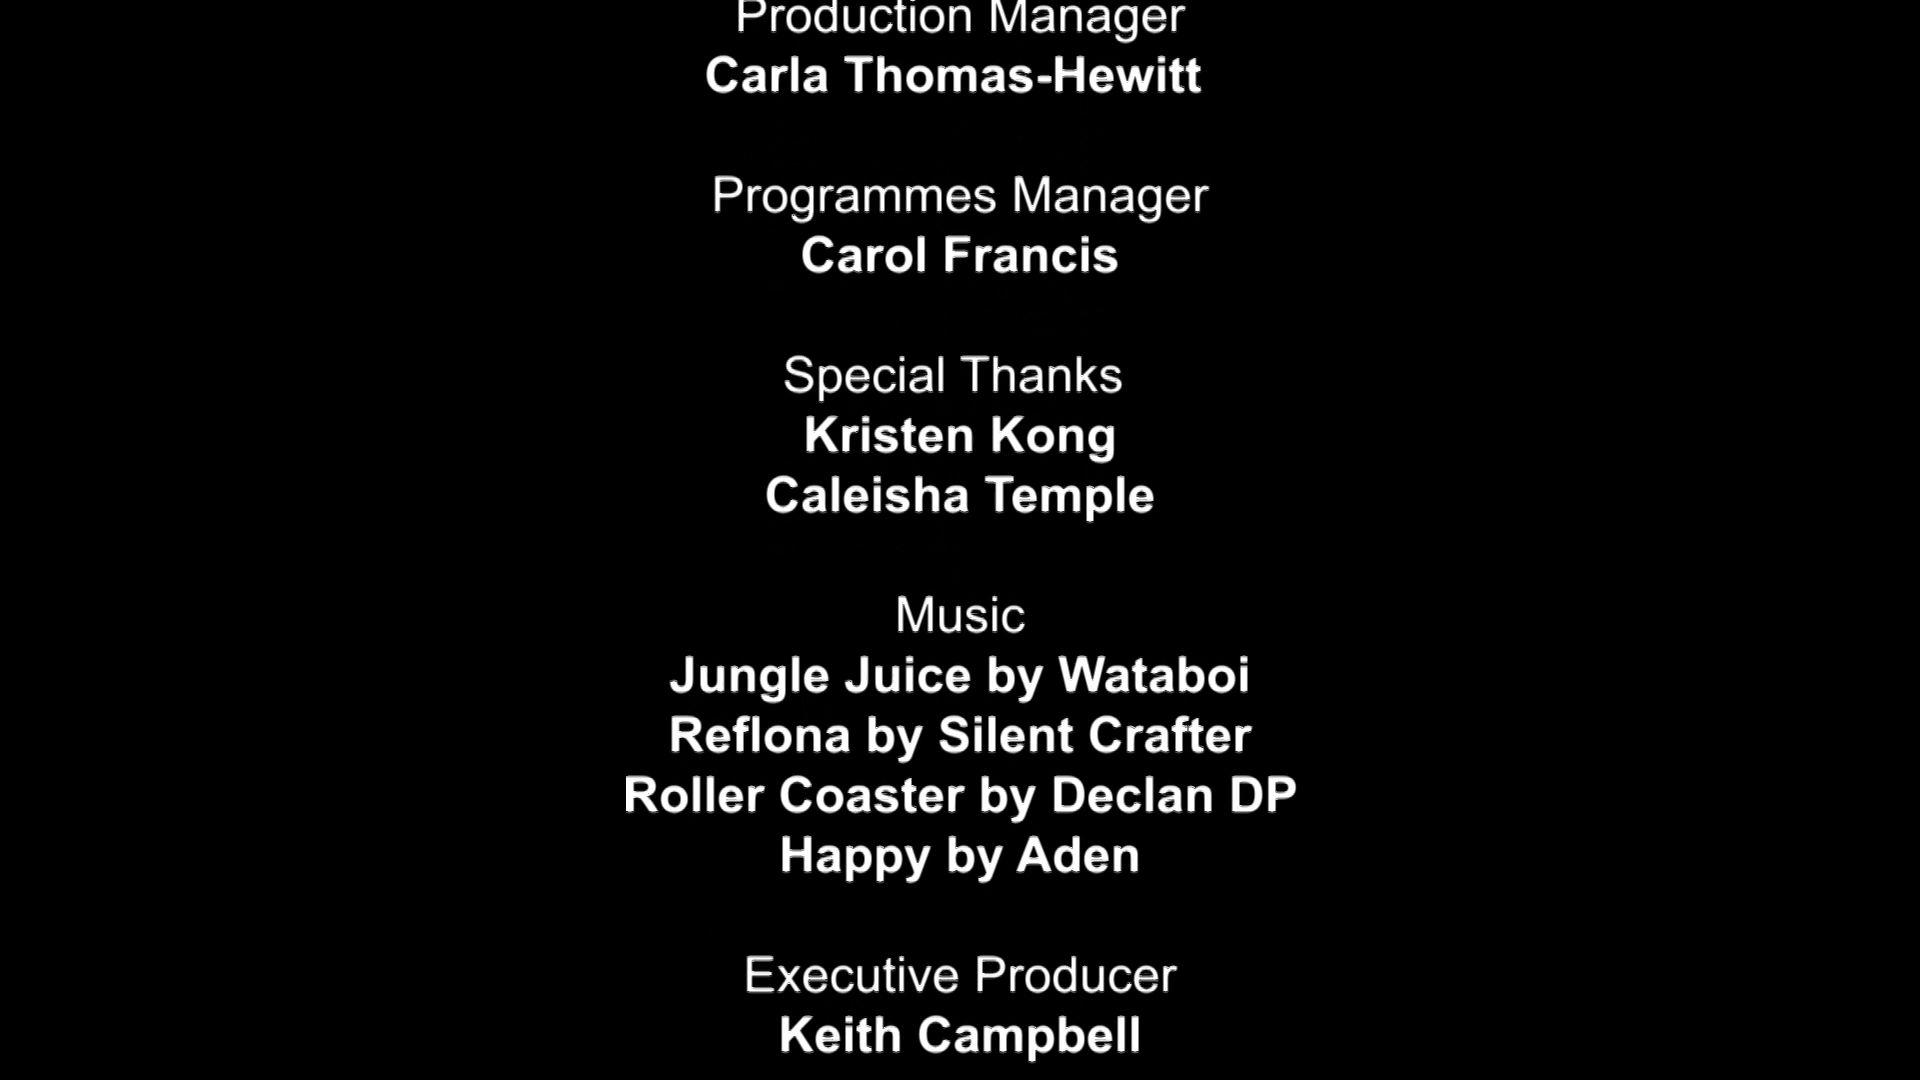 Production Manager
Carla Thomas-Hewitt
Programmes Manager
Carol Francis
Special Thanks
Kristen Kong
Caleisha Temple
Music
Jungle Juice by Wataboi
Reflona by Silent Crafter
Roller Coaster by Declan DP
Happy by Aden
Executive Producer
Keith Campbell